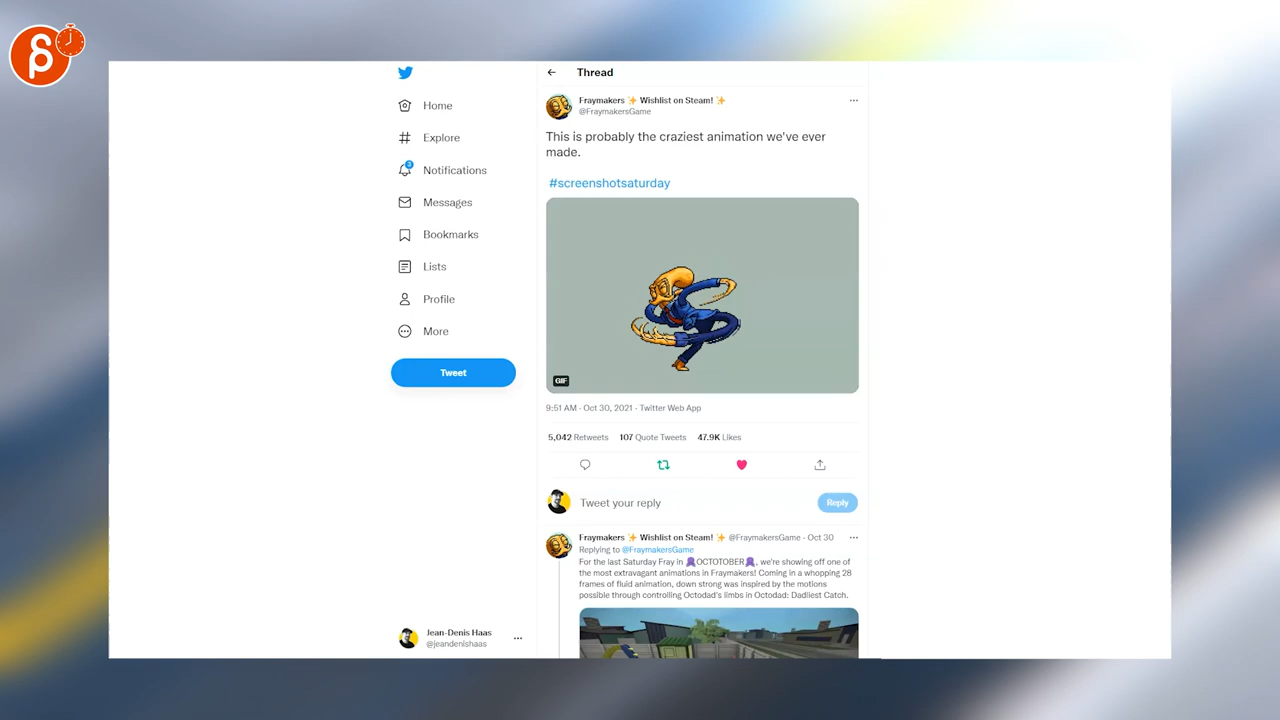 Thread
Fraymakers ✨ Wishlist on Steam! ✨
@FraymakersGame
This is probably the craziest animation we've ever
made.
#screenshotsaturday
GIF
9:51 AM · Oct 30, 2021 · Twitter Web App
5,042 Retweets 107 Quote Tweets 47.9K Likes
Tweet your reply
Reply
Fraymakers ✨ Wishlist on Steam! ✨ @FraymakersGame · Oct 30
Replying to @FraymakersGame
For the last Saturday Fray in 🐙OCTOTOBER🐙, we're showing off one of
the most extravagant animations in Fraymakers! Coming in a whopping 28
frames of fluid animation, down strong was inspired by the motions
possible through controlling Octodad's limbs in Octodad: Dadliest Catch.
Home
Explore
3
Notifications
Messages
Bookmarks
Lists
Profile
More
Tweet
Jean-Denis Haas
@jeandenishaas